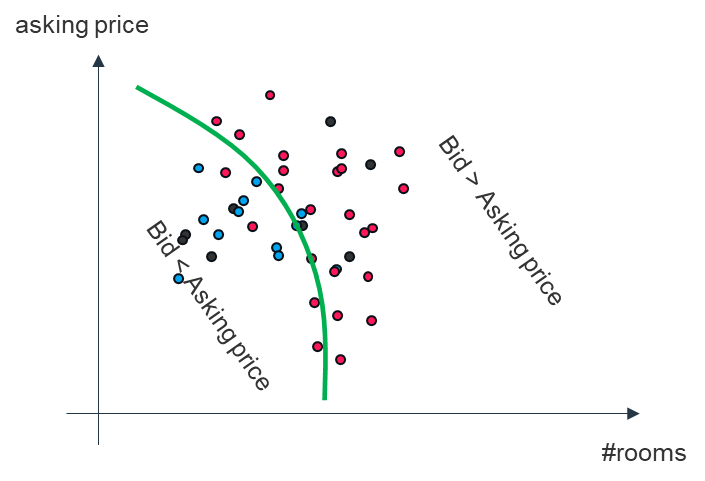 asking price
Bid > Asking price
Bid < Asking price
#rooms